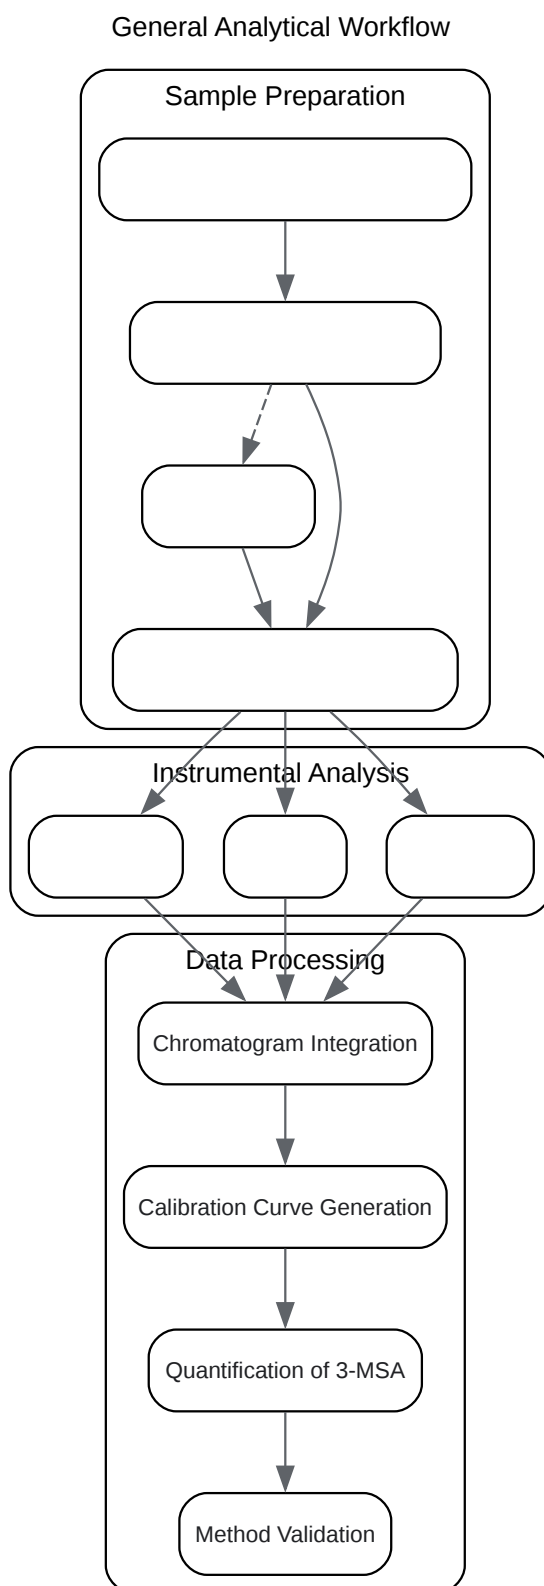 General Analytical Workflow
Sample Preparation
Instrumental Analysis
Data Processing
Chromatogram Integration
Calibration Curve Generation
Quantification of 3-MSA
Method Validation